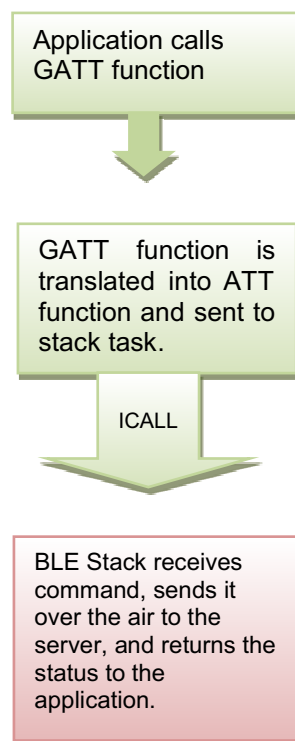 Application calls
GATT function
GATT function is
translated into ATT
function and sent to
stack task.
ICALL
BLE Stack receives
command, sends it
over the air to the
server, and returns the
status to the
application.